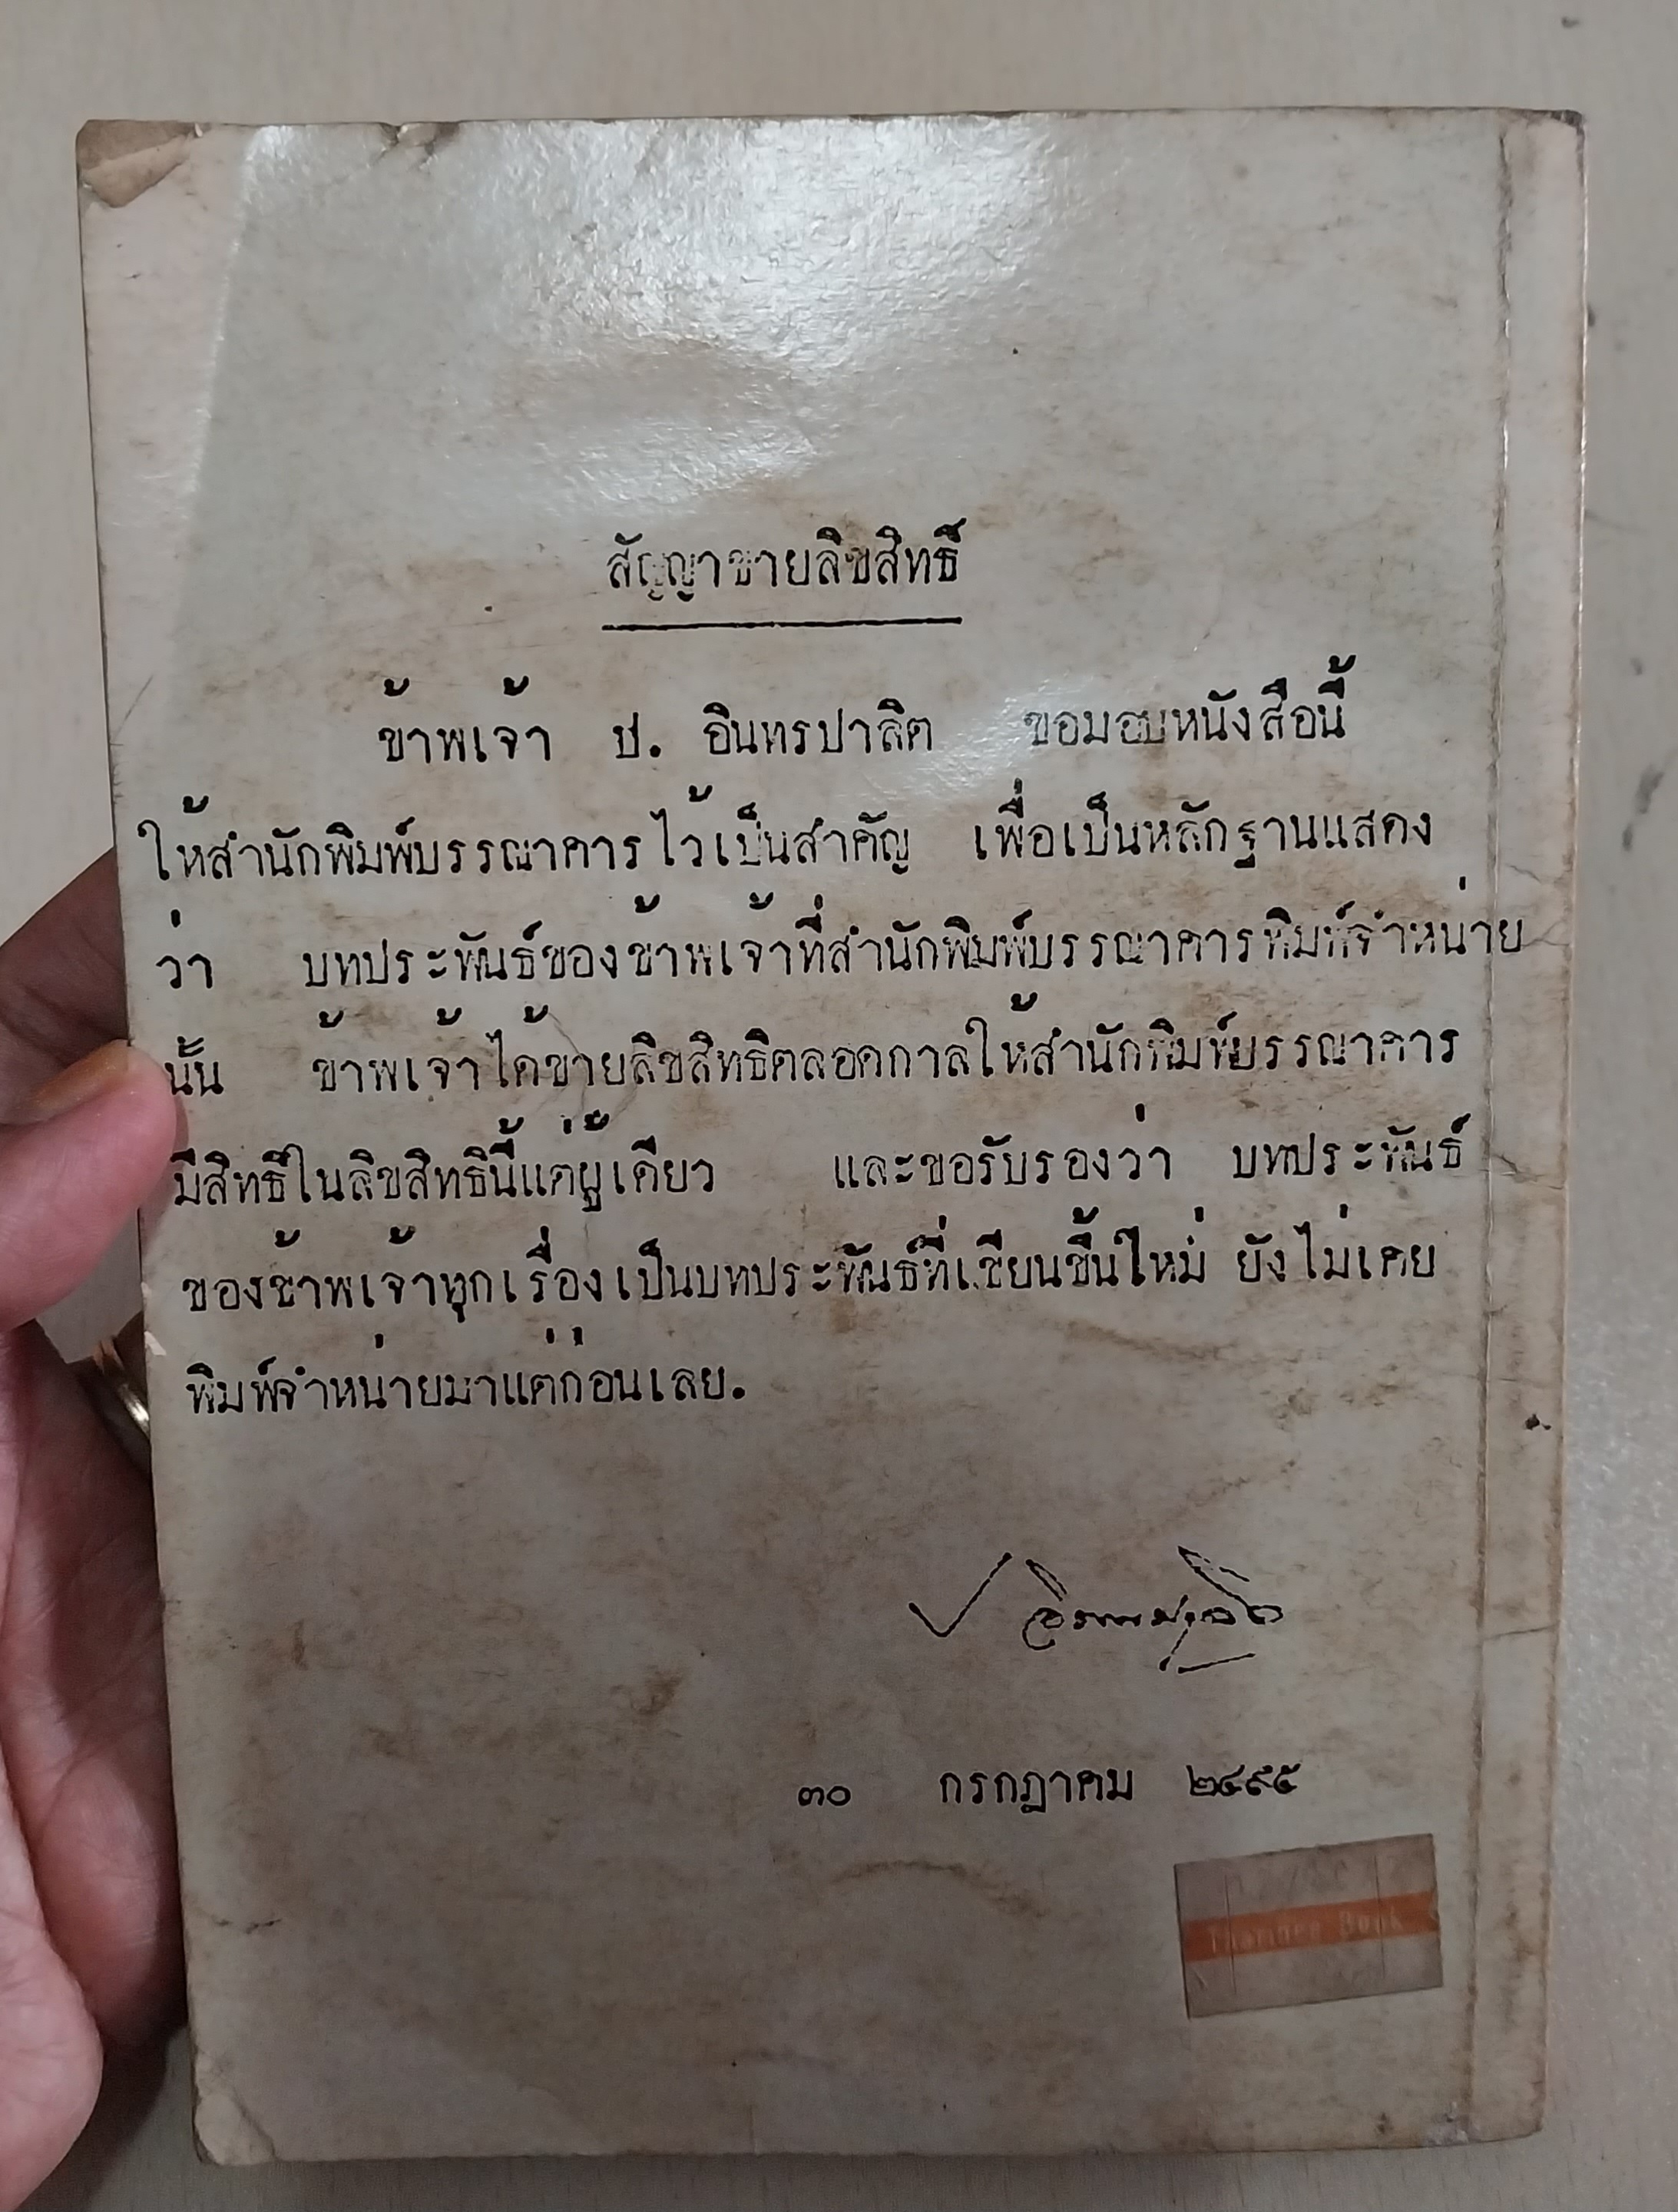 สัญญาขายลิขสิทธิ์
ข้าพเจ้า ป. อินทรปาลิต ขอมอบหนังสือนี้
ให้สำนักพิมพ์บรรณาคารไว้เป็นสำคัญ เพื่อเป็นหลักฐานแสดง
ว่า บทประพันธ์ของข้าพเจ้าที่สำนักพิมพ์บรรณาคารพิมพ์จำหน่าย
นั้น ข้าพเจ้าได้ขายลิขสิทธิตลอดกาลให้สำนักพิมพ์บรรณาคาร
มีสิทธิ์ในลิขสิทธินี้แต่ผู้เดียว และขอรับรองว่า บทประพันธ์
ของข้าพเจ้าทุกเรื่องเป็นบทประพันธ์ที่เขียนขึ้นใหม่ ยังไม่เคย
พิมพ์จำหน่ายมาแต่ก่อนเลย.
ป อินทรปาลิต
๓๐ กรกฎาคม ๒๔๙๕
Book